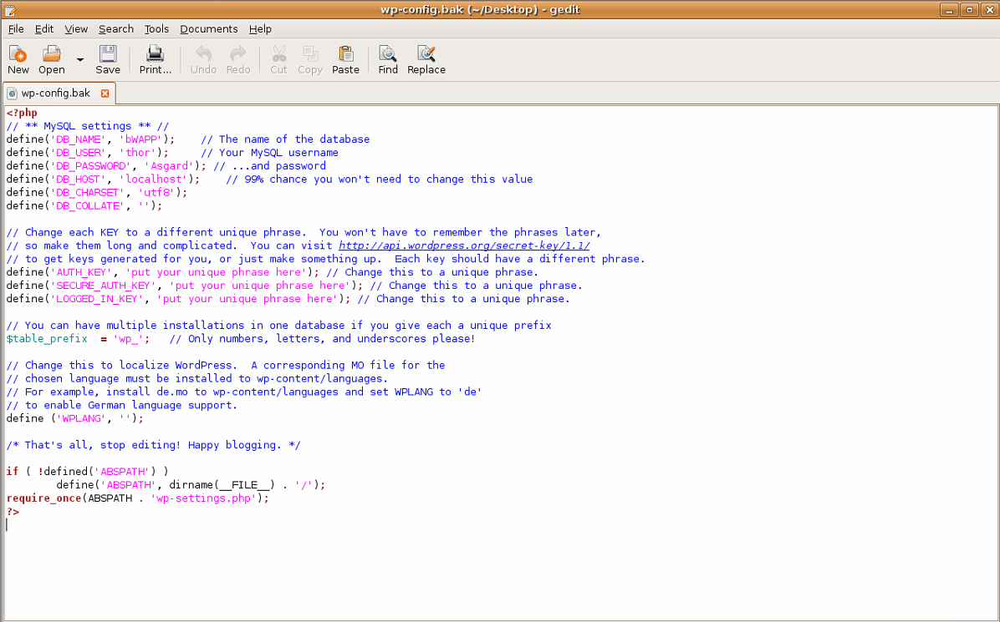 wp-config.bak (~/Desktop) - gedit
File Edit View Search Tools Documents Help
New Open Save Print... Undo Redo Cut Copy Paste Find Replace
wp-config.bak
<?php
// ** MySQL settings ** //
define('DB_NAME', 'bWAPP');    // The name of the database
define('DB_USER', 'thor');     // Your MySQL username
define('DB_PASSWORD', 'Asgard'); // ...and password
define('DB_HOST', 'localhost');    // 99% chance you won't need to change this value
define('DB_CHARSET', 'utf8');
define('DB_COLLATE', '');

// Change each KEY to a different unique phrase.  You won't have to remember the phrases later,
// so make them long and complicated.  You can visit http://api.wordpress.org/secret-key/1.1/
// to get keys generated for you, or just make something up.  Each key should have a different phrase.
define('AUTH_KEY', 'put your unique phrase here'); // Change this to a unique phrase.
define('SECURE_AUTH_KEY', 'put your unique phrase here'); // Change this to a unique phrase.
define('LOGGED_IN_KEY', 'put your unique phrase here'); // Change this to a unique phrase.

// You can have multiple installations in one database if you give each a unique prefix
$table_prefix  = 'wp_';   // Only numbers, letters, and underscores please!

// Change this to localize WordPress.  A corresponding MO file for the
// chosen language must be installed to wp-content/languages.
// For example, install de.mo to wp-content/languages and set WPLANG to 'de'
// to enable German language support.
define ('WPLANG', '');

/* That's all, stop editing! Happy blogging. */

if ( !defined('ABSPATH') )
        define('ABSPATH', dirname(__FILE__) . '/');
require_once(ABSPATH . 'wp-settings.php');
?>